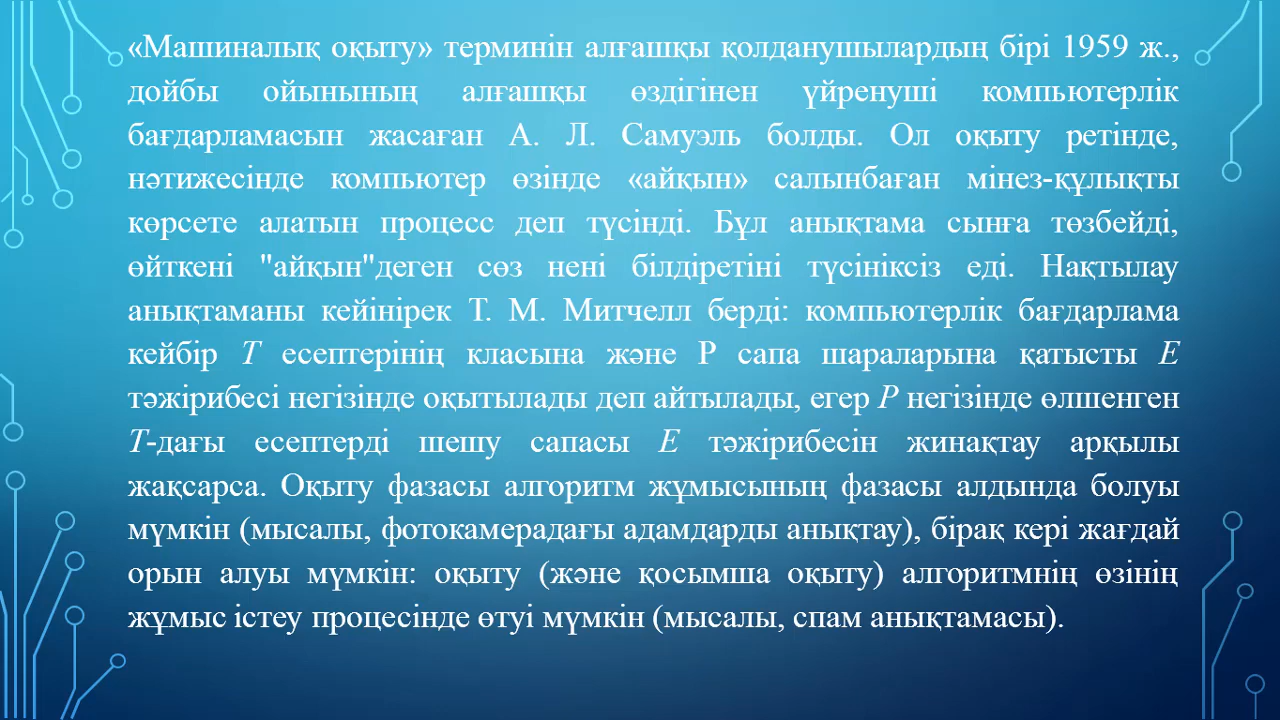 «Машиналық оқыту» терминін алғашқы қолданушылардың бірі 1959 ж.,
дойбы ойынының алғашқы өздігінен үйренуші компьютерлік
бағдарламасын жасаған А. Л. Самуэль болды. Ол оқыту ретінде,
нәтижесінде компьютер өзінде «айқын» салынбаған мінез-құлықты
көрсете алатын процесс деп түсінді. Бұл анықтама сынға төзбейді,
өйткені "айқын"деген сөз нені білдіретіні түсініксіз еді. Нақтылау
анықтаманы кейінірек Т. М. Митчелл берді: компьютерлік бағдарлама
кейбір T есептерінің класына және P сапа шараларына қатысты E
тәжірибесі негізінде оқытылады деп айтылады, егер P негізінде өлшенген
T-дағы есептерді шешу сапасы E тәжірибесін жинақтау арқылы
жақсарса. Оқыту фазасы алгоритм жұмысының фазасы алдында болуы
мүмкін (мысалы, фотокамерадағы адамдарды анықтау), бірақ кері жағдай
орын алуы мүмкін: оқыту (және қосымша оқыту) алгоритмнің өзінің
жұмыс істеу процесінде өтуі мүмкін (мысалы, спам анықтамасы).